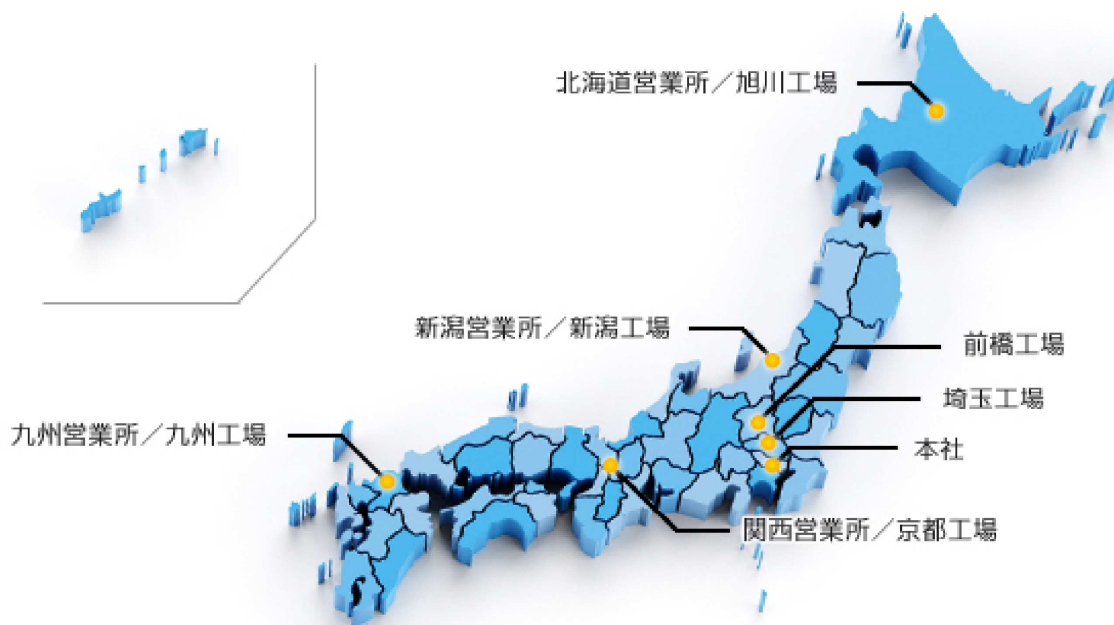 北海道営業所／旭川工場
新潟営業所／新潟工場
前橋工場
埼玉工場
九州営業所／九州工場
本社
関西営業所／京都工場